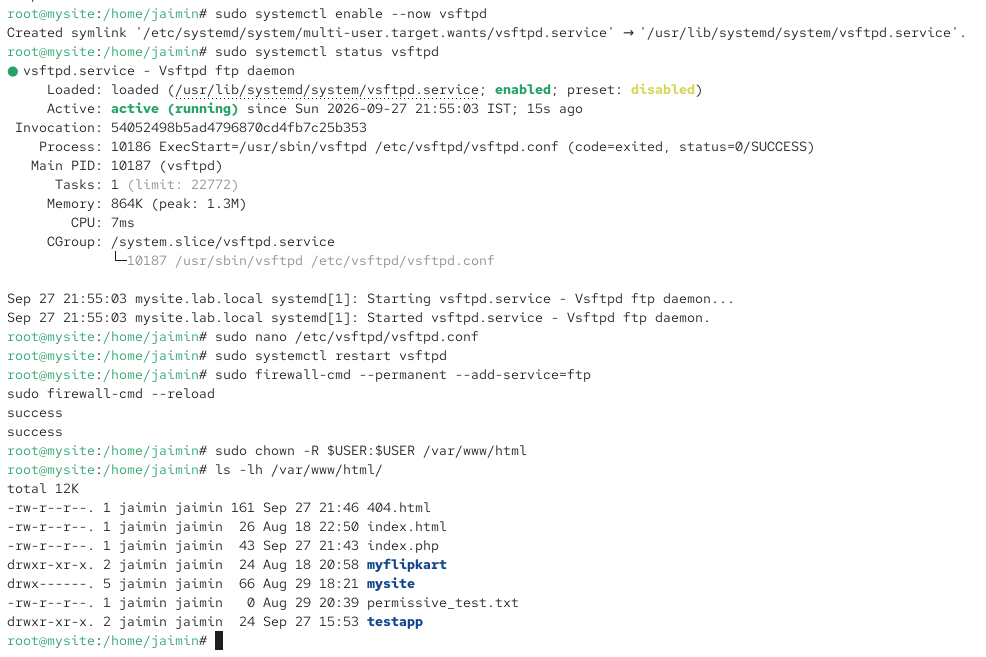 root@mysite:/home/jaimin# sudo systemctl enable --now vsftpd
Created symlink '/etc/systemd/system/multi-user.target.wants/vsftpd.service' → '/usr/lib/systemd/system/vsftpd.service'.
root@mysite:/home/jaimin# sudo systemctl status vsftpd
● vsftpd.service - Vsftpd ftp daemon
     Loaded: loaded (/usr/lib/systemd/system/vsftpd.service; enabled; preset: disabled)
     Active: active (running) since Sun 2026-09-27 21:55:03 IST; 15s ago
 Invocation: 54052498b5ad4796870cd4fb7c25b353
    Process: 10186 ExecStart=/usr/sbin/vsftpd /etc/vsftpd/vsftpd.conf (code=exited, status=0/SUCCESS)
   Main PID: 10187 (vsftpd)
      Tasks: 1 (limit: 22772)
     Memory: 864K (peak: 1.3M)
        CPU: 7ms
     CGroup: /system.slice/vsftpd.service
             └─10187 /usr/sbin/vsftpd /etc/vsftpd/vsftpd.conf
Sep 27 21:55:03 mysite.lab.local systemd[1]: Starting vsftpd.service - Vsftpd ftp daemon...
Sep 27 21:55:03 mysite.lab.local systemd[1]: Started vsftpd.service - Vsftpd ftp daemon.
root@mysite:/home/jaimin# sudo nano /etc/vsftpd/vsftpd.conf
root@mysite:/home/jaimin# sudo systemctl restart vsftpd
root@mysite:/home/jaimin# sudo firewall-cmd --permanent --add-service=ftp
sudo firewall-cmd --reload
success
success
root@mysite:/home/jaimin# sudo chown -R $USER:$USER /var/www/html
root@mysite:/home/jaimin# ls -lh /var/www/html/
total 12K
-rw-r--r--. 1 jaimin jaimin 161 Sep 27 21:46 404.html
-rw-r--r--. 1 jaimin jaimin  26 Aug 18 22:50 index.html
-rw-r--r--. 1 jaimin jaimin  43 Sep 27 21:43 index.php
drwxr-xr-x. 2 jaimin jaimin  24 Aug 18 20:58 myflipkart
drwx------. 5 jaimin jaimin  66 Aug 29 18:21 mysite
-rw-r--r--. 1 jaimin jaimin   0 Aug 29 20:39 permissive_test.txt
drwxr-xr-x. 2 jaimin jaimin  24 Sep 27 15:53 testapp
root@mysite:/home/jaimin#